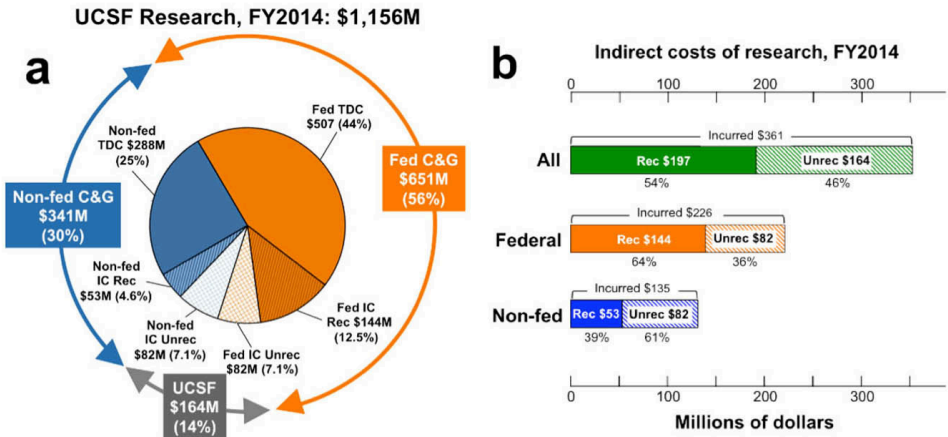 UCSF Research, FY2014: $1,156M
a
Fed TDC
$507 (44%)
Non-fed
TDC $288M
(25%)
Fed C&G
$651M
(56%)
Non-fed C&G
$341M
(30%)
Non-fed
IC Rec
$53M (4.6%)
Non-fed
IC Unrec
$82M (7.1%)
Fed IC Unrec
$82M (7.1%)
Fed IC
Rec $144M
(12.5%)
UCSF
$164M
(14%)
b
Indirect costs of research, FY2014
0 100 200 300
Incurred $361
All
Rec $197
Unrec $164
54%
46%
Incurred $226
Federal
Rec $144
Unrec $82
64%
36%
Incurred $135
Non-fed
Rec $53
Unrec $82
39%
61%
0 100 200 300
Millions of dollars